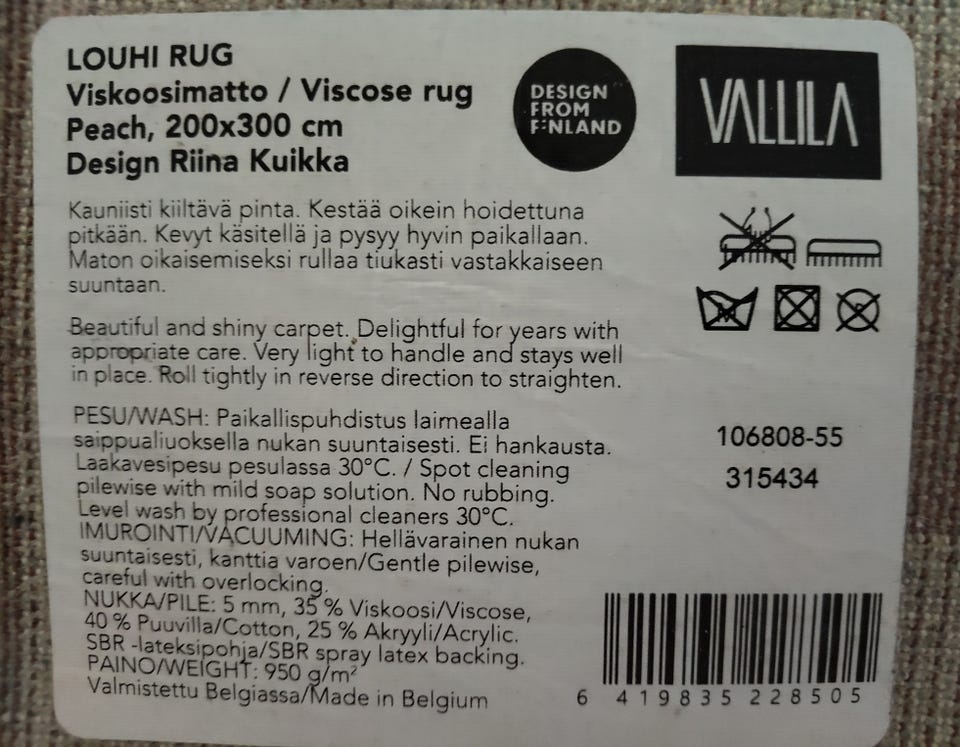 LOUHI RUG
Viskoosimatto / Viscose rug
Peach, 200x300 cm
Design Riina Kuikka
DESIGN
FROM
FINLAND
VALLILA
Kauniisti kiiltävä pinta. Kestää oikein hoidettuna
pitkään. Kevyt käsitellä ja pysyy hyvin paikallaan.
Maton oikaisemiseksi rullaa tiukasti vastakkaiseen
suuntaan.
Beautiful and shiny carpet. Delightful for years with
appropriate care. Very light to handle and stays well
in place. Roll tightly in reverse direction to straighten.
PESU/WASH: Paikallispuhdistus laimealla
saippualiuoksella nukan suuntaisesti. Ei hankausta.
Laakavesipesu pesulassa 30°C. / Spot cleaning
pilewise with mild soap solution. No rubbing.
Level wash by professional cleaners 30°C.
IMUROINTI/VACUUMING: Hellävarainen nukan
suuntaisesti, kanttia varoen/Gentle pilewise,
careful with overlocking.
NUKKA/PILE: 5 mm, 35 % Viskoosi/Viscose,
40 % Puuvilla/Cotton, 25 % Akryyli/Acrylic.
SBR -lateksipohja/SBR spray latex backing.
PAINO/WEIGHT: 950 g/m²
Valmistettu Belgiassa/Made in Belgium
106808-55
315434
6 419835 228505